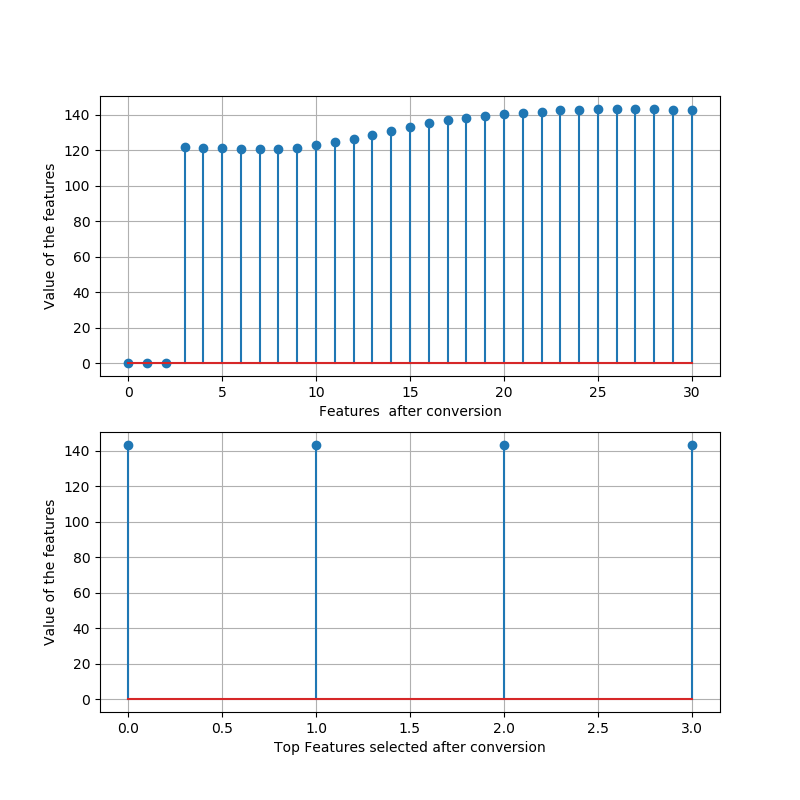 Value of the features
140
120
100
80
60
40
20
0
0 5 10 15 20 25 30
Features  after conversion
Value of the features
140
120
100
80
60
40
20
0
0.0 0.5 1.0 1.5 2.0 2.5 3.0
Top Features selected after conversion